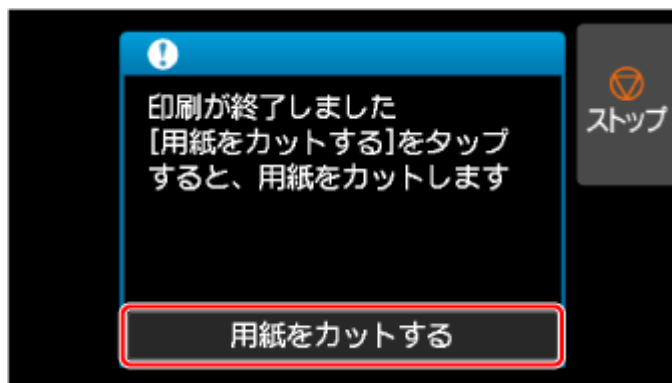 印刷が終了しました
[用紙をカットする]をタップ
すると、用紙をカットします
ストップ
用紙をカットする